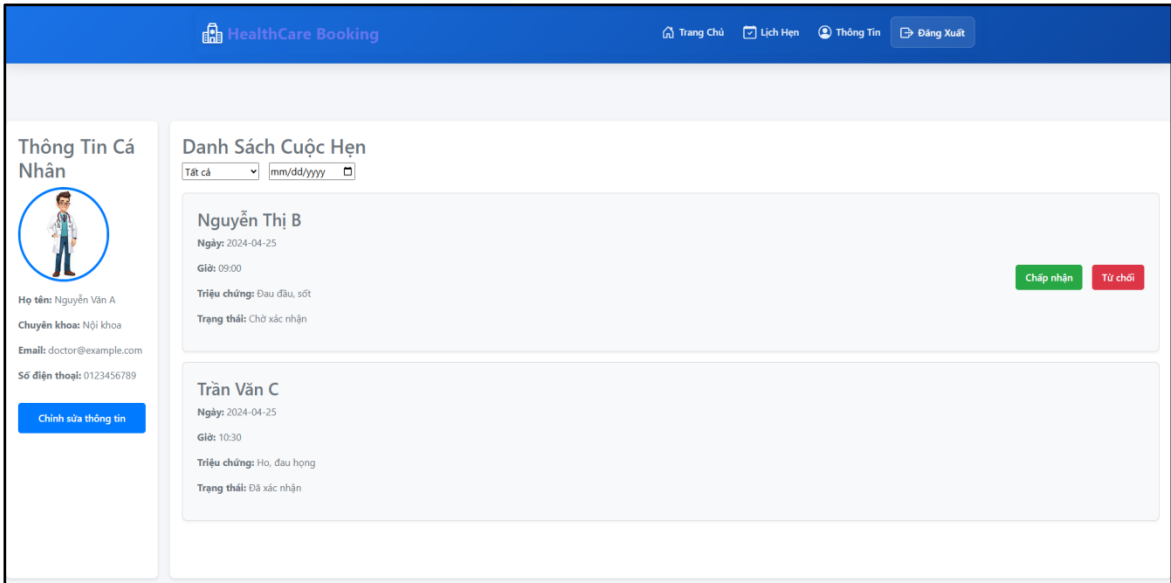 HealthCare Booking
Trang Chủ
Lịch Hẹn
Thông Tin
Đăng Xuất
Thông Tin Cá
Nhân
Họ tên: Nguyễn Văn A
Chuyên khoa: Nội khoa
Email: doctor@example.com
Số điện thoại: 0123456789
Chỉnh sửa thông tin
Danh Sách Cuộc Hẹn
Tất cả
mm/dd/yyyy
Nguyễn Thị B
Ngày: 2024-04-25
Giờ: 09:00
Triệu chứng: Đau đầu, sốt
Trạng thái: Chờ xác nhận
Chấp nhận
Từ chối
Trần Văn C
Ngày: 2024-04-25
Giờ: 10:30
Triệu chứng: Ho, đau họng
Trạng thái: Đã xác nhận